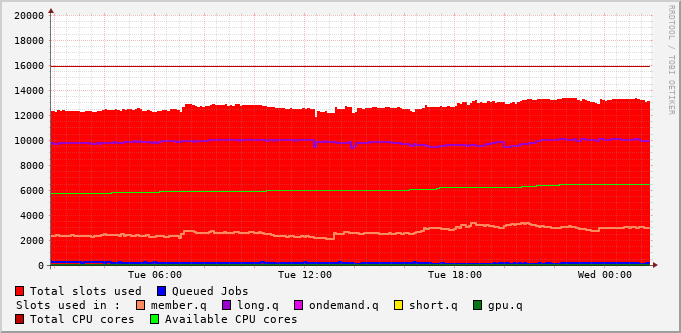 20000
18000
16000
14000
12000
10000
8000
6000
4000
2000
0
Tue 06:00 Tue 12:00 Tue 18:00 Wed 00:00
RRDTOOL / TOBI OETIKER
Total slots used Queued Jobs
Slots used in : member.q long.q ondemand.q short.q gpu.q
Total CPU cores Available CPU cores